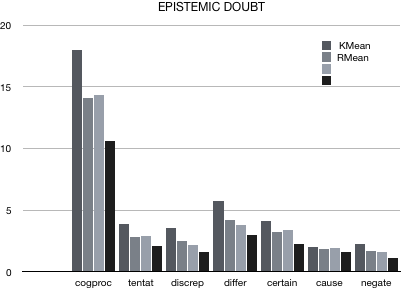 EPISTEMIC DOUBT
20
15
10
5
0
KMean
RMean
cogproc tentat discrep differ certain cause negate